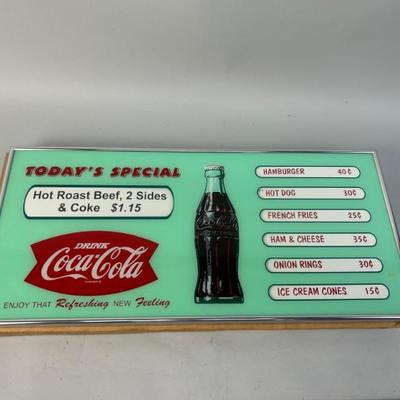 TODAY'S SPECIAL
Hot Roast Beef, 2 Sides
& Coke $1.15
DRINK
Coca-Cola
ENJOY THAT Refreshing NEW Feeling
HAMBURGER 40¢
HOT DOG 30¢
FRENCH FRIES 25¢
HAM & CHEESE 35¢
ONION RINGS 30¢
ICE CREAM CONES 15¢